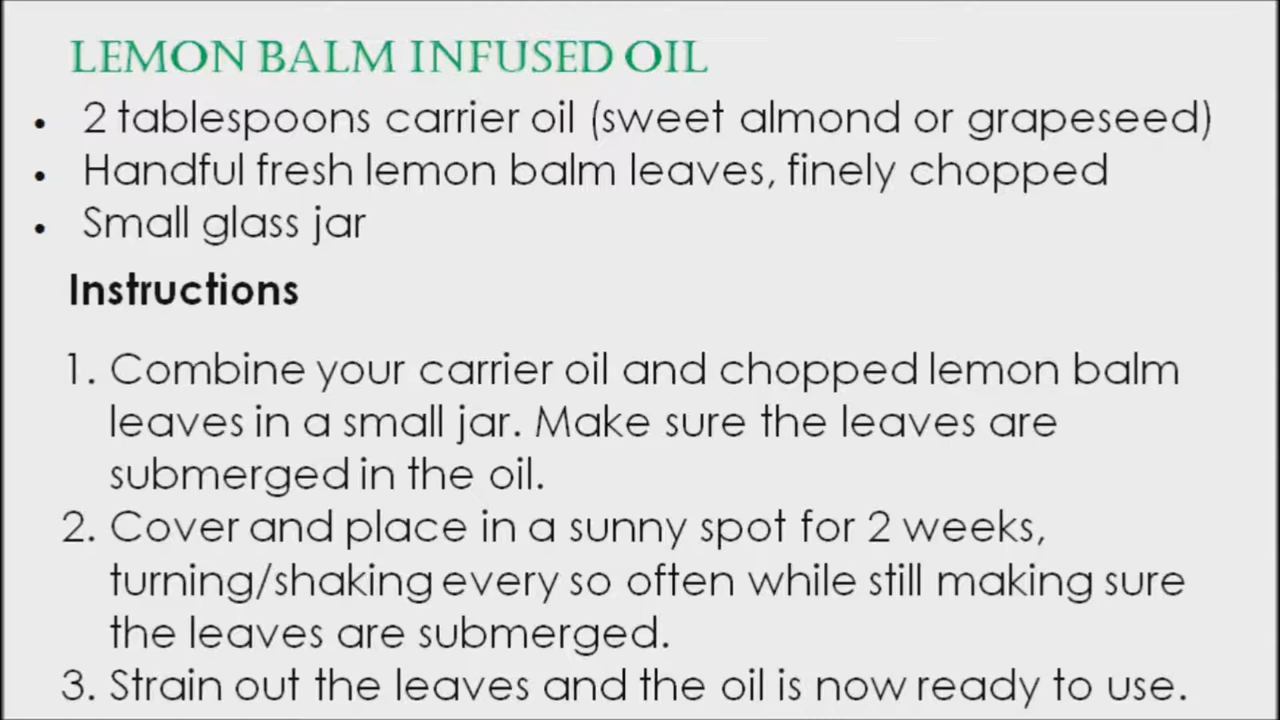 LEMON BALM INFUSED OIL
• 2 tablespoons carrier oil (sweet almond or grapeseed)
• Handful fresh lemon balm leaves, finely chopped
• Small glass jar
Instructions
1. Combine your carrier oil and chopped lemon balm
leaves in a small jar. Make sure the leaves are
submerged in the oil.
2. Cover and place in a sunny spot for 2 weeks,
turning/shaking every so often while still making sure
the leaves are submerged.
3. Strain out the leaves and the oil is now ready to use.